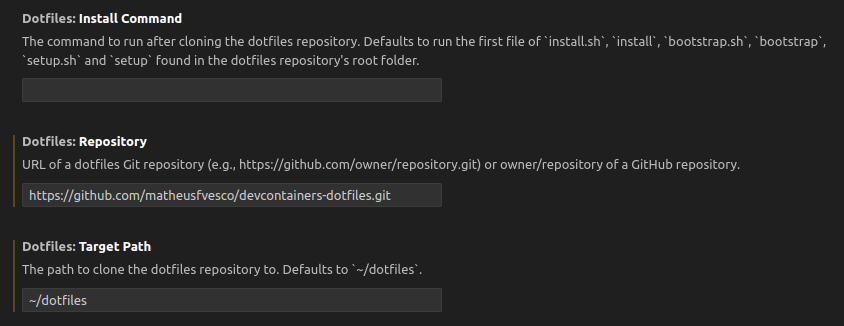 Dotfiles: Install Command
The command to run after cloning the dotfiles repository. Defaults to run the first file of `install.sh`, `install`, `bootstrap.sh`, `bootstrap`,
`setup.sh` and `setup` found in the dotfiles repository's root folder.
Dotfiles: Repository
URL of a dotfiles Git repository (e.g., https://github.com/owner/repository.git) or owner/repository of a GitHub repository.
https://github.com/matheusfvesco/devcontainers-dotfiles.git
Dotfiles: Target Path
The path to clone the dotfiles repository to. Defaults to `~/dotfiles`.
~/dotfiles